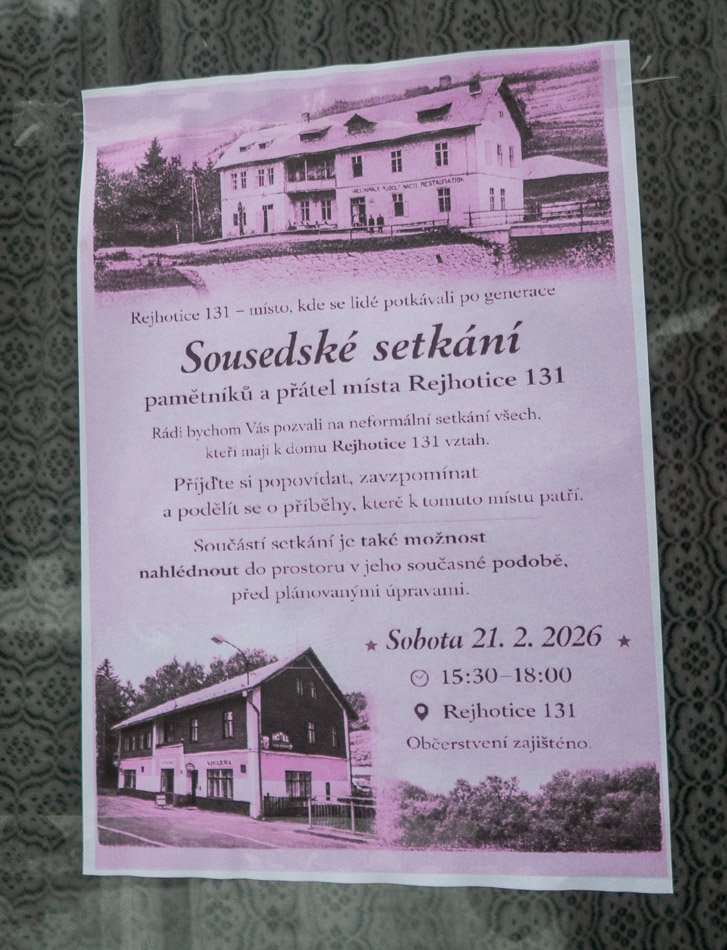 RESTAURATION
Rejhotice 131 – místo, kde se lidé potkávali po generace
Sousedské setkání
pamětníků a přátel místa Rejhotice 131
Rádi bychom Vás pozvali na neformální setkání všech,
kteří mají k domu Rejhotice 131 vztah.
Přijďte si popovídat, zavzpomínat
a podělit se o příběhy, které k tomuto místu patří.
Součástí setkání je také možnost
nahlédnout do prostoru v jeho současné podobě,
před plánovanými úpravami.
Sobota 21. 2. 2026
15:30–18:00
Rejhotice 131
Občerstvení zajištěno.
VINÁRNA